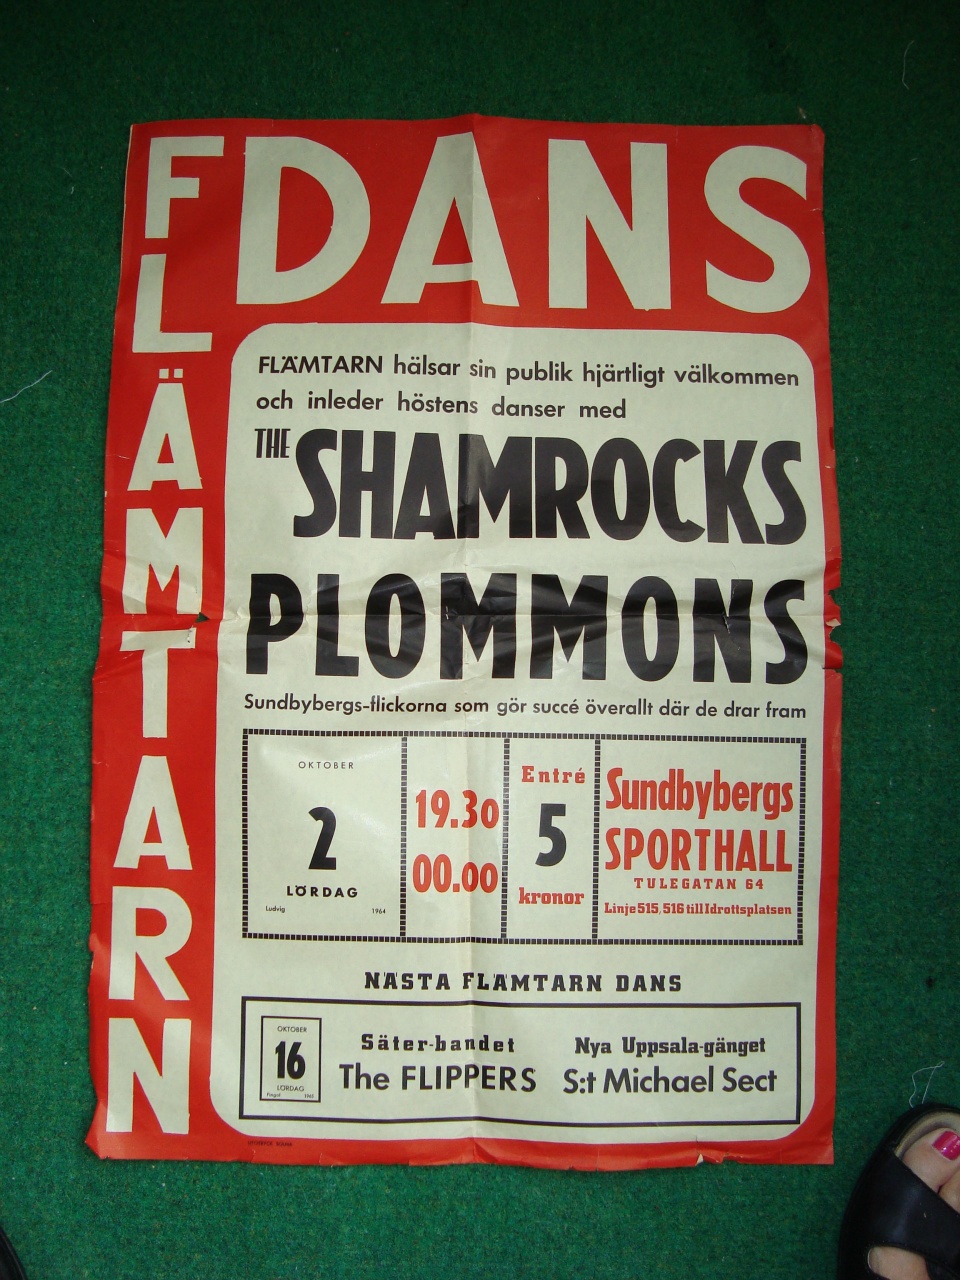 DANS
FLÄMTARN
FLÄMTARN hälsar sin publik hjärtligt välkommen
och inleder höstens danser med
THE SHAMROCKS
PLOMMONS
Sundbybergs-flickorna som gör succé överallt där de drar fram
OKTOBER
2
LÖRDAG
Ludvig 1964
19.30
00.00
Entré
5
kronor
Sundbybergs
SPORTHALL
TULEGATAN 64
Linje 515, 516 till Idrottsplatsen
NÄSTA FLÄMTARN DANS
OKTOBER
16
LÖRDAG
Säter-bandet
The FLIPPERS
Nya Uppsala-gänget
S:t Michael Sect